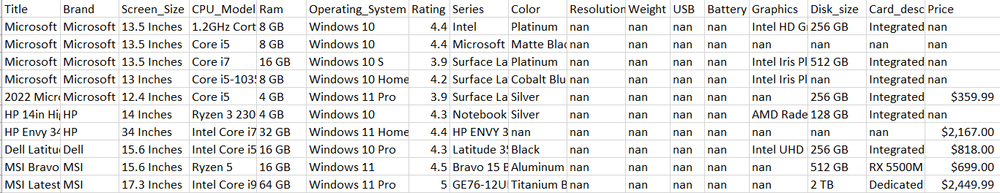 Title Brand Screen_Size CPU_Model Ram Operating_System Rating Series Color Resolution Weight USB Battery Graphics Disk_size Card_desc Price
Microsoft Microsoft 13.5 Inches 1.2GHz Cort 8 GB Windows 10 4.4 Intel Platinum nan nan nan nan Intel HD G 256 GB Integrated nan
Microsoft Microsoft 13.5 Inches Core i5 8 GB Windows 10 4.4 Microsoft Matte Blac nan nan nan nan nan nan Integrated nan
Microsoft Microsoft 13.5 Inches Core i7 16 GB Windows 10 S 3.9 Surface La Platinum nan nan nan nan Intel Iris Pl 512 GB Integrated nan
Microsoft Microsoft 13 Inches Core i5-1035 8 GB Windows 10 Home 4.2 Surface La Cobalt Blu nan nan nan nan Intel Iris Pl nan Integrated nan
2022 Micr Microsoft 12.4 Inches Core i5 4 GB Windows 11 Pro 3.9 Surface La Silver nan nan nan nan nan 256 GB Integrated $359.99
HP 14in Hi HP 14 Inches Ryzen 3 230 4 GB Windows 10 4.3 Notebook Silver nan nan nan nan AMD Rade 128 GB Integrated nan
HP Envy 34 HP 34 Inches Intel Core i7 32 GB Windows 11 Home 4.4 HP ENVY 3 nan nan nan nan nan nan nan nan $2,167.00
Dell Latitu Dell 15.6 Inches Intel Core i5 16 GB Windows 10 Pro 4.3 Latitude 35 Black nan nan nan nan Intel UHD 256 GB Integrated $818.00
MSI Bravo MSI 15.6 Inches Ryzen 5 16 GB Windows 11 4.5 Bravo 15 B Aluminum nan nan nan nan nan 512 GB RX 5500M $699.00
MSI Latest MSI 17.3 Inches Intel Core i9 64 GB Windows 11 Pro 5 GE76-12U Titanium B nan nan nan nan nan 2 TB Dedicated $2,449.99